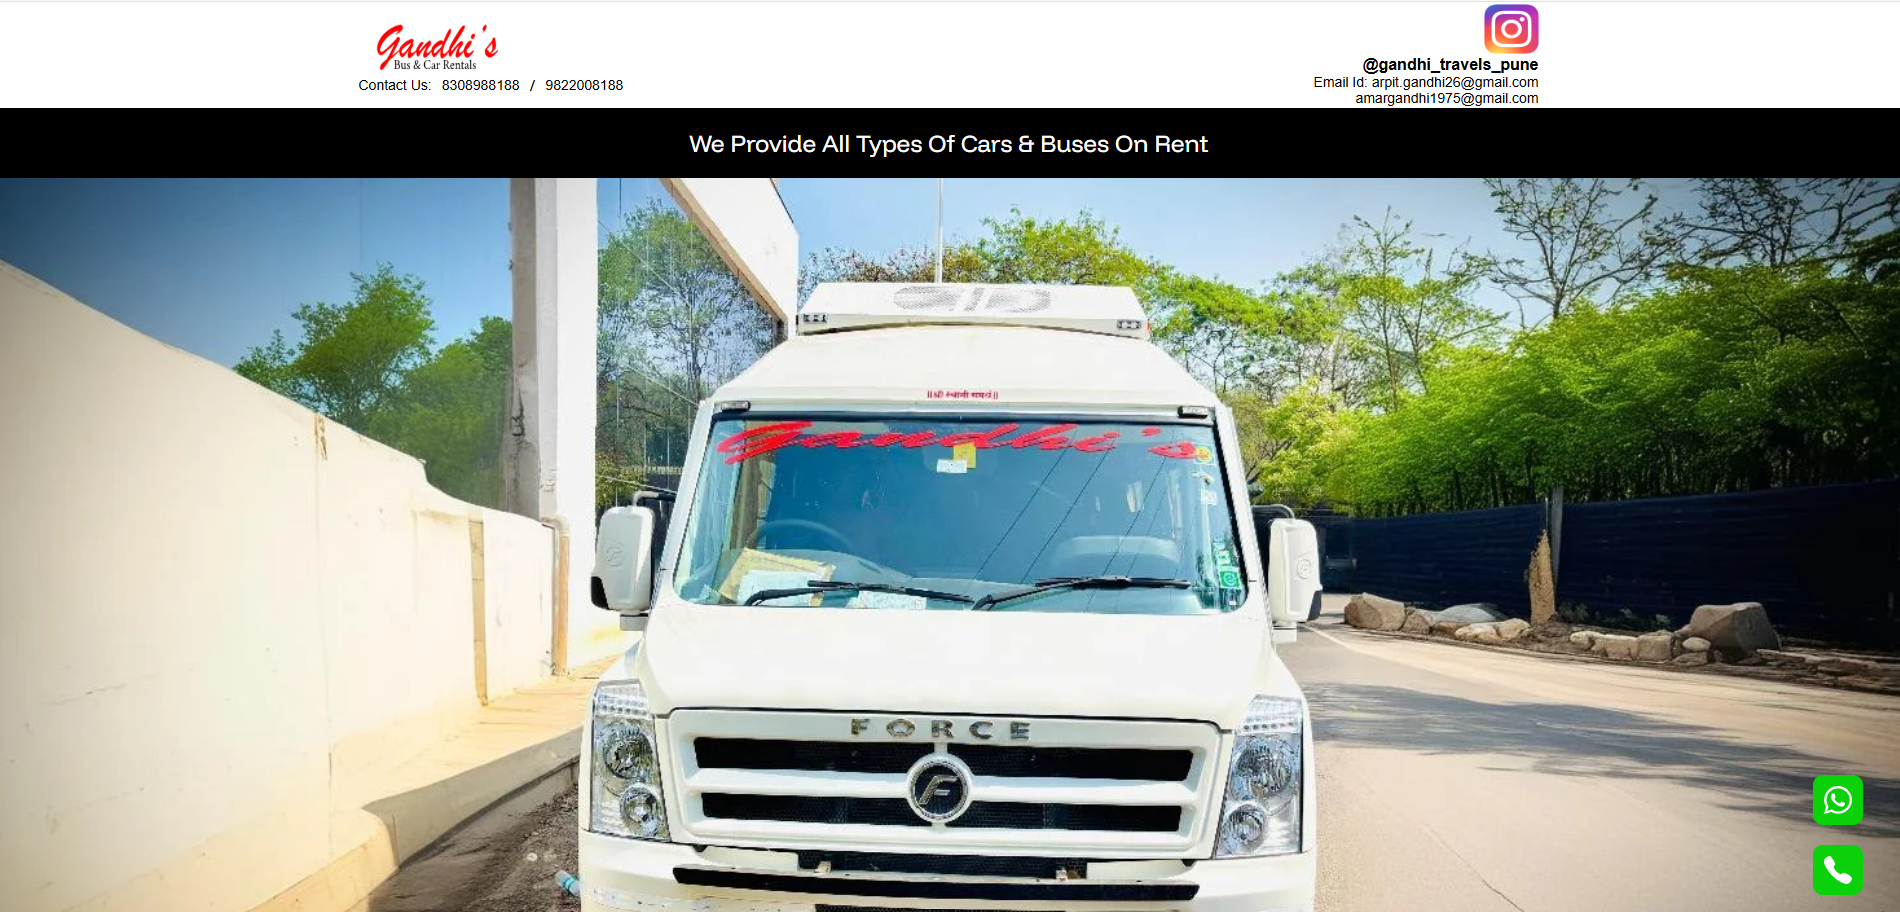 Gandhi's
Bus & Car Rentals
Contact Us: 8308988188 / 9822008188
@gandhi_travels_pune
Email Id: arpit.gandhi26@gmail.com
amargandhi1975@gmail.com
We Provide All Types Of Cars & Buses On Rent
॥श्री स्वामी समर्थ॥
Gandhi's
FORCE